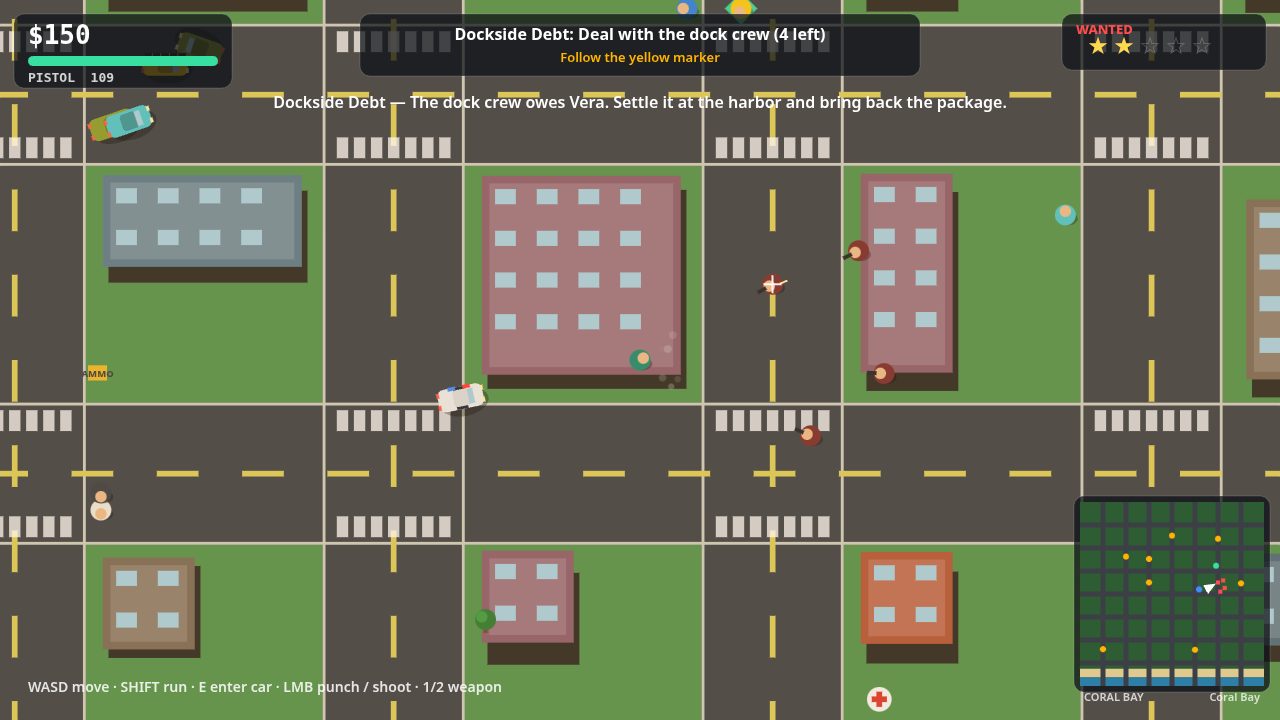 $150
PISTOL 109
Dockside Debt: Deal with the dock crew (4 left)
Follow the yellow marker
WANTED
Dockside Debt — The dock crew owes Vera. Settle it at the harbor and bring back the package.
AMMO
WASD move · SHIFT run · E enter car · LMB punch / shoot · 1/2 weapon
CORAL BAY
Coral Bay